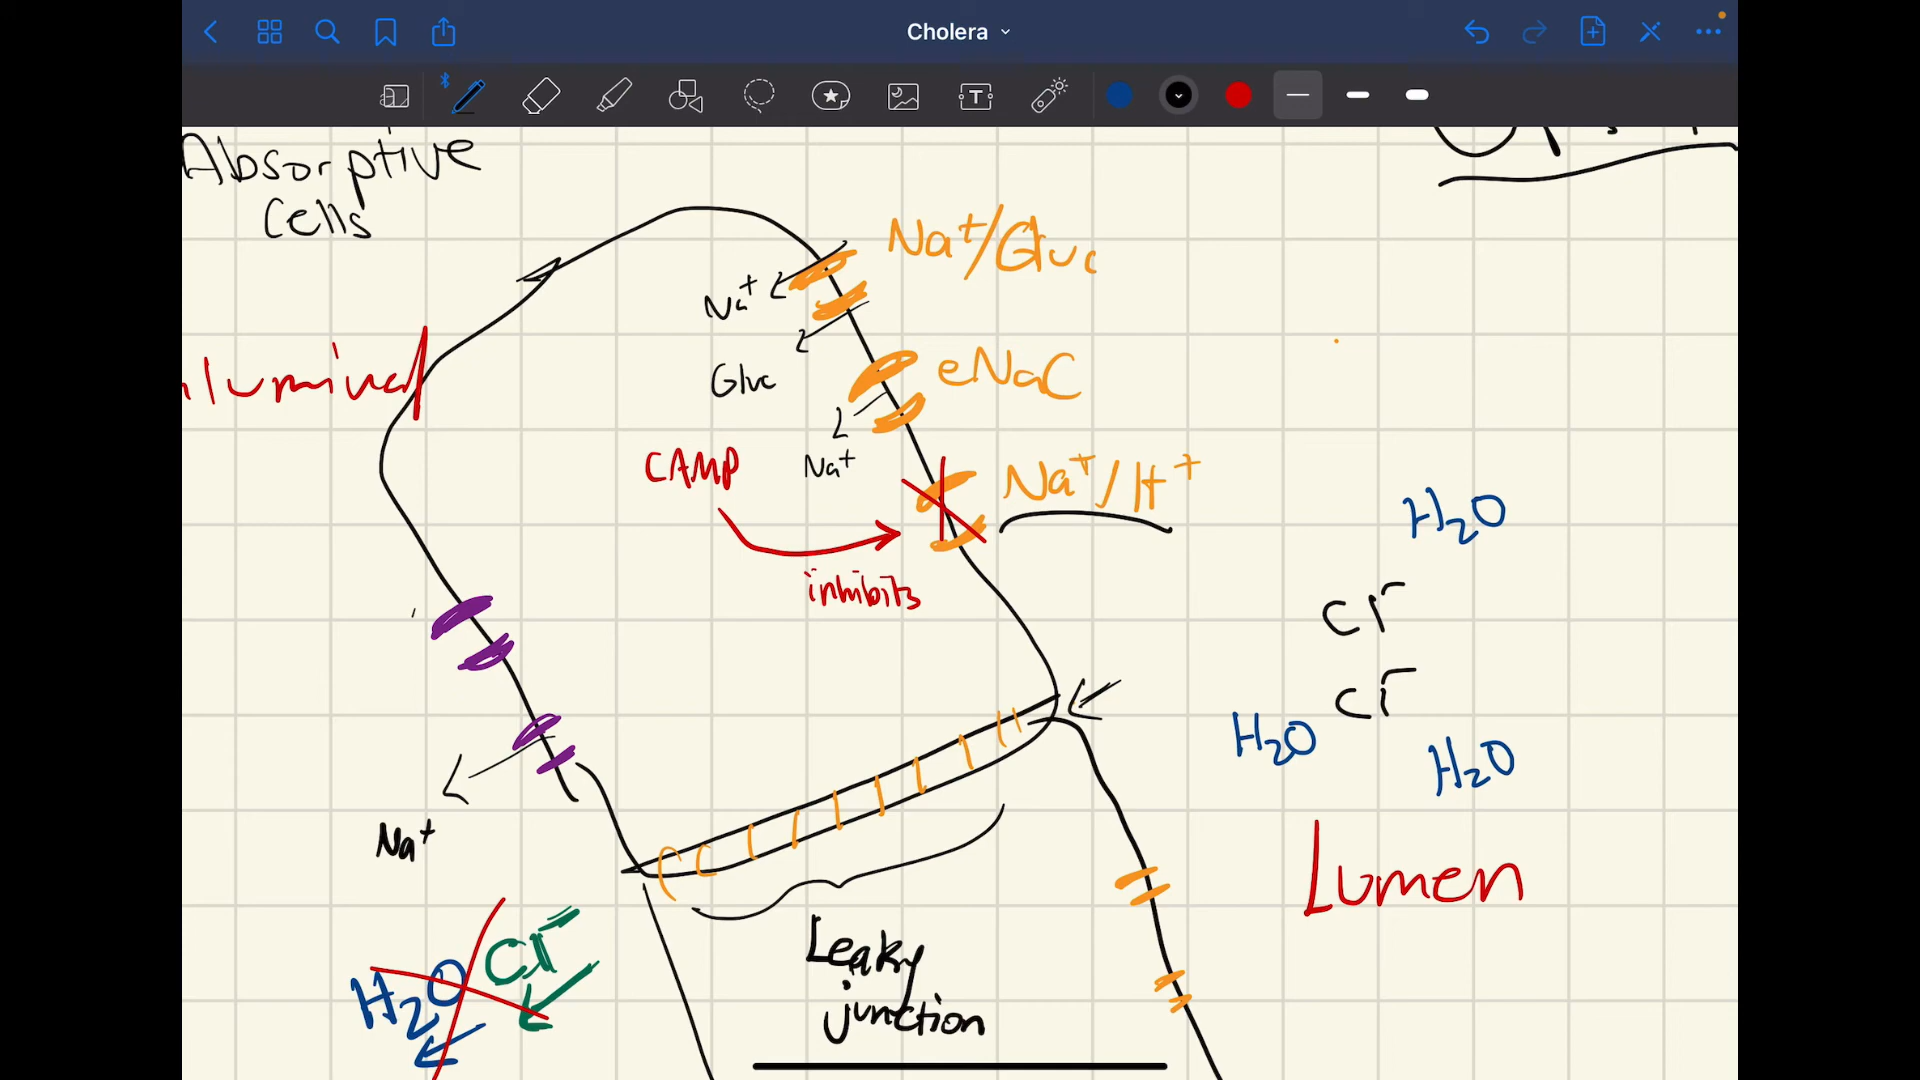 Cholera
Absorptive
Cells
Na+/Gluc
Na+
Gluc
eNaC
Na+
CAMP
inhibits
Na+/H+
luminal
H2O
Cl-
Cl-
H2O
H2O
Lumen
Na+
H2O
Cl-
Leaky
junction